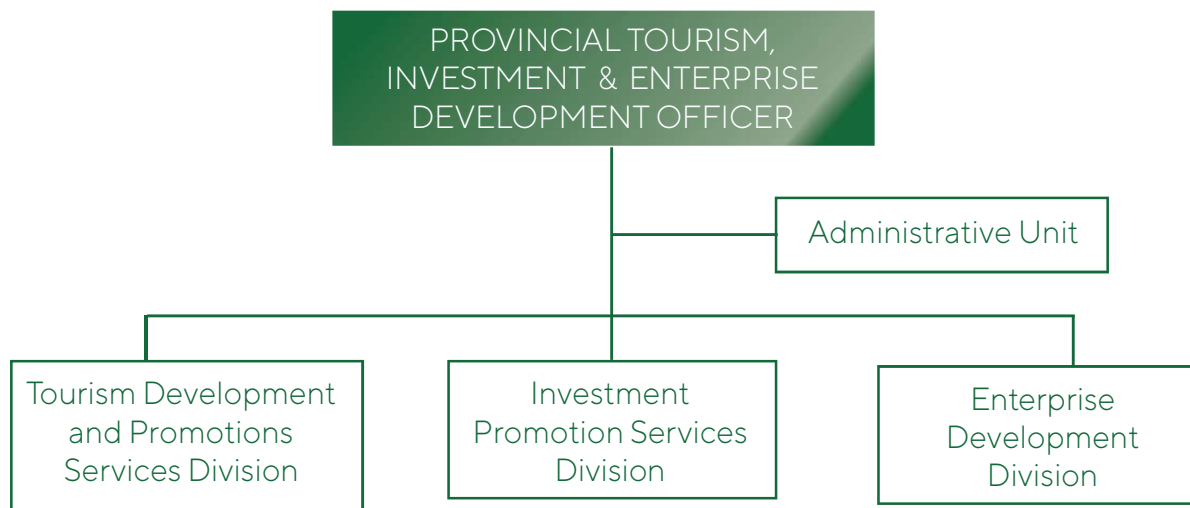 PROVINCIAL TOURISM,
INVESTMENT & ENTERPRISE
DEVELOPMENT OFFICER
Administrative Unit
Tourism Development
and Promotions
Services Division
Investment
Promotion Services
Division
Enterprise
Development
Division